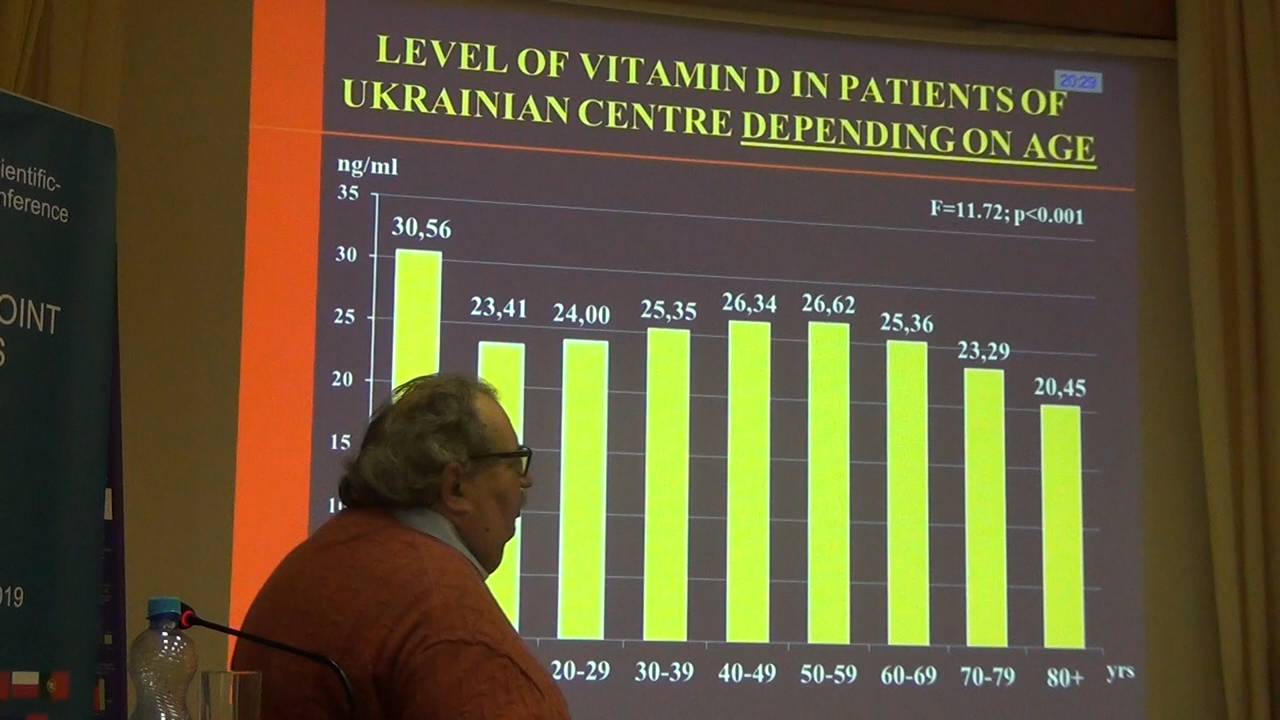 LEVEL OF VITAMIN D IN PATIENTS OF
UKRAINIAN CENTRE DEPENDING ON AGE
20:29
ng/ml
F=11.72; p<0.001
35
30
25
20
15
30,56
23,41
24,00
25,35
26,34
26,62
25,36
23,29
20,45
20-29
30-39
40-49
50-59
60-69
70-79
80+
yrs
ientific-
nference
OINT
S
019